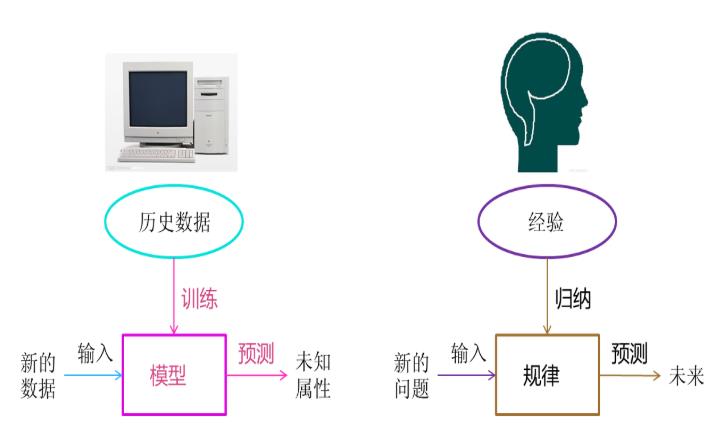 历史数据
训练
输入
新的
数据
模型
预测
未知
属性
经验
归纳
输入
新的
问题
规律
预测
未来